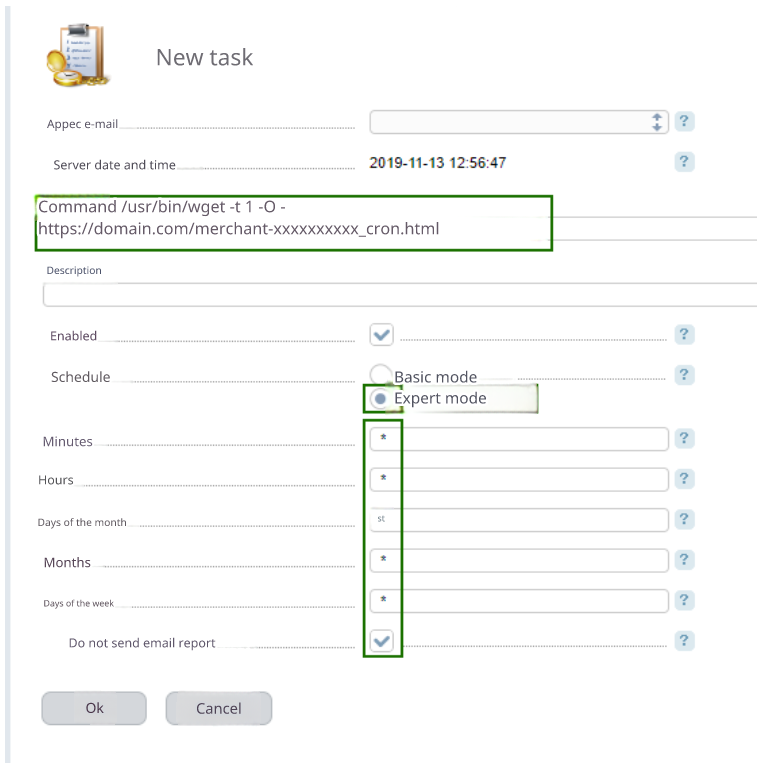 New task
Appec e-mail
?
Server date and time 2019-11-13 12:56:47 ?
Command /usr/bin/wget -t 1 -O -
https://domain.com/merchant-xxxxxxxxxx_cron.html
Description
Enabled ?
Schedule Basic mode ?
Expert mode
Minutes * ?
Hours * ?
Days of the month st ?
Months * ?
Days of the week * ?
Do not send email report ?
Ok Cancel